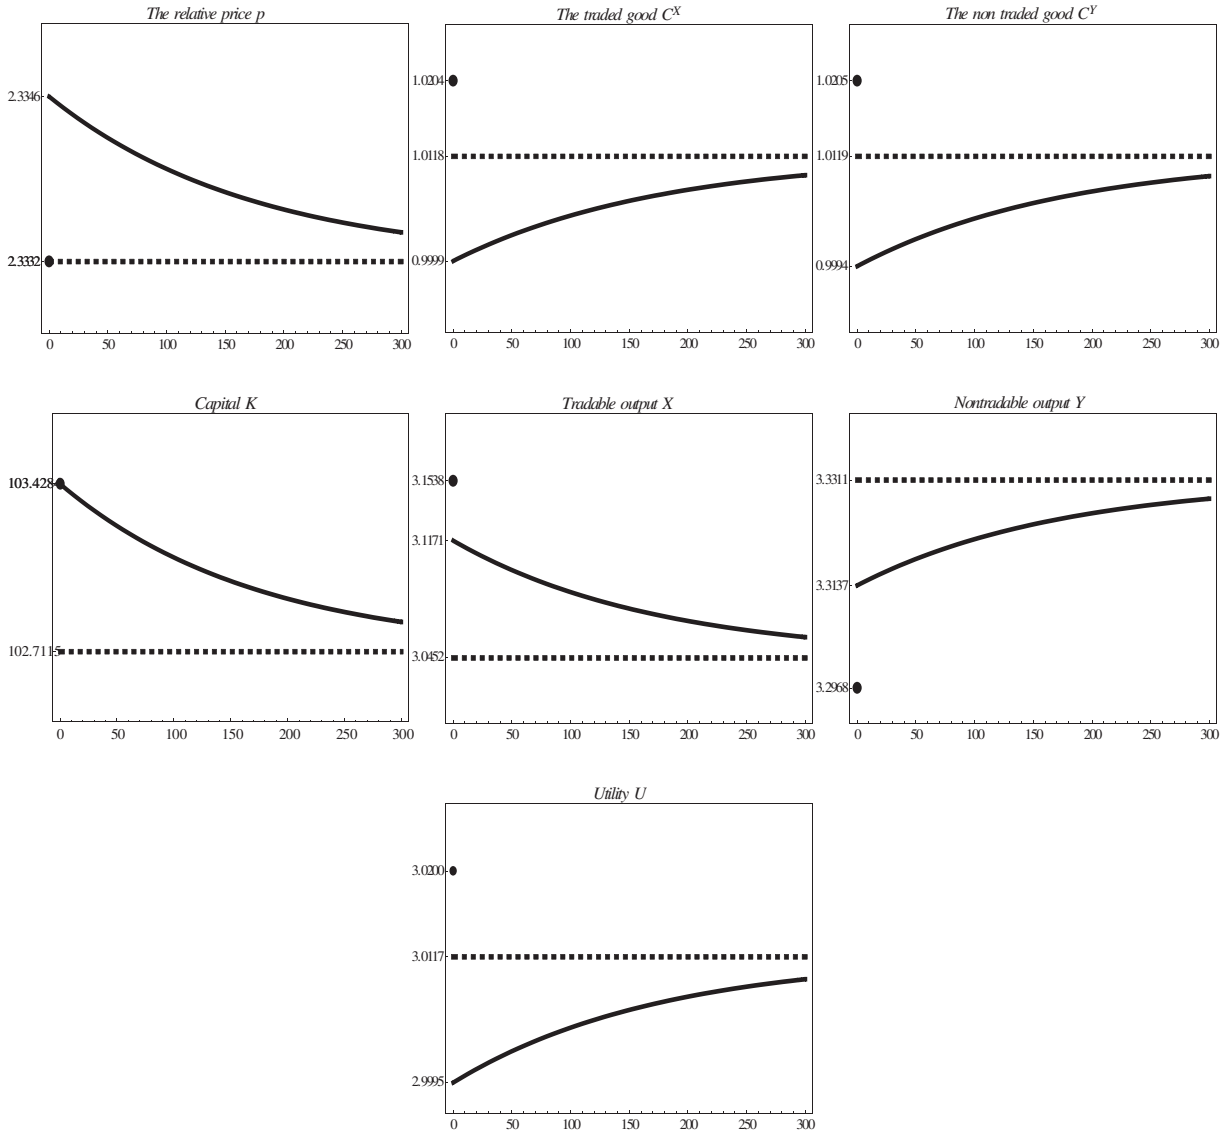 The relative price p
2.3346
2.3332
0 50 100 150 200 250 300
The traded good C^X
1.0204
1.0118
0.9999
0 50 100 150 200 250 300
The non traded good C^Y
1.0205
1.0119
0.9994
0 50 100 150 200 250 300
Capital K
103.428
102.7115
0 50 100 150 200 250 300
Tradable output X
3.1538
3.1171
3.0452
0 50 100 150 200 250 300
Nontradable output Y
3.3311
3.3137
3.2968
0 50 100 150 200 250 300
Utility U
3.0200
3.0117
2.9995
0 50 100 150 200 250 300